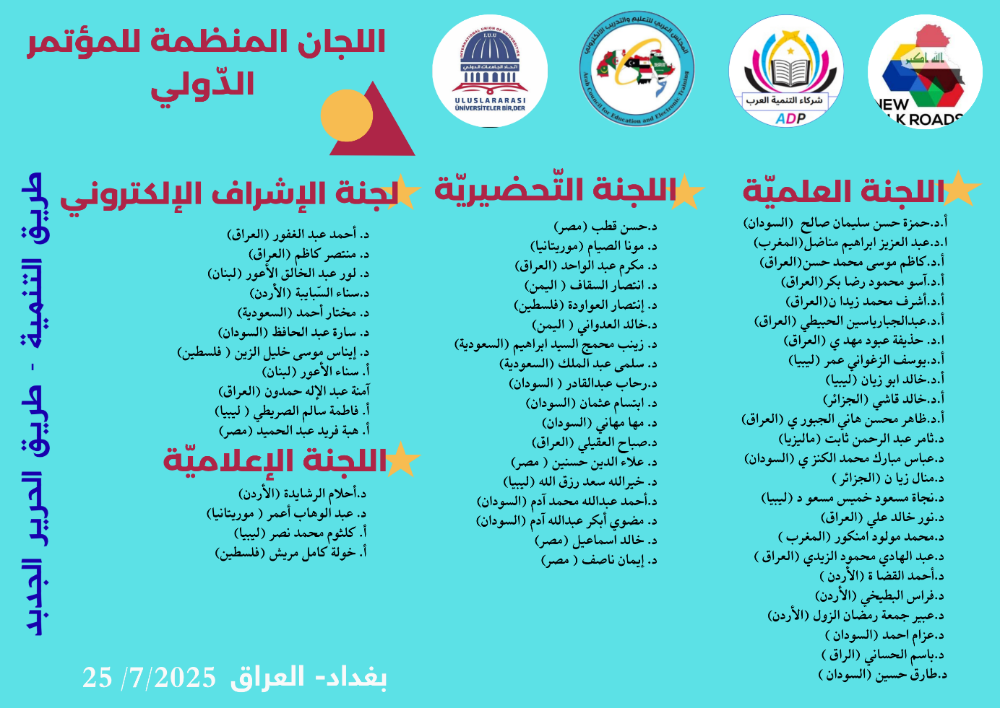 اللجان المنظمة للمؤتمر
الدّولي
INTERNATIONAL UNION OF UNIVERSITIES
I.U.U
اتحاد الجامعات الدولي
ULUSLARARASI
ÜNİVERSİTELER BİR,DER
المجلس العربي للتعليم والتدريب الالكتروني
Arab Council for Education and Electronic Training
شركاء التنمية العرب
ADP
الله اكبر
NEW
LK ROADS
اللجنة العلميّة
أ.د.حمزة حسن سليمان صالح (السودان)
ا.د.عبد العزيز ابراهيم مناضل(المغرب)
أ.د.كاظم موسى محمد حسن(العراق)
أ.د.آسو محمود رضا بكر(العراق)
أ.د.أشرف محمد زيدا ن(العراق)
أ.د.عبدالجبارياسين الحبيطي (العراق)
ا.د. حذيفة عبود مهد ي (العراق)
أ.د.يوسف الزغواني عمر (ليبيا)
أ.د.خالد ابو زيان (ليبيا)
أ.د.خالد قاشي (الجزائر)
أ.د.ظاهر محسن هاني الجبور ي (العراق)
د.ثامر عبد الرحمن ثابت (ماليزيا)
د.عباس مبارك محمد الكنز ي (السودان)
د.منال زيا ن (الجزائر )
د.نجاة مسعود خميس مسعو د (ليبيا)
د.نور خالد علي (العراق)
د.محمد مولود امنكور (المغرب )
د.عبد الهادي محمود الزيدي (العراق )
د.أحمد القضا ة (الأردن )
د.فراس البطيخي (الأردن)
د.عبير جمعة رمضان الزول (الأردن)
د.عزام احمد (السودان )
د.باسم الحساني (الراق )
د.طارق حسين (السودان )
اللجنة التّحضيريّة
د.حسن قطب (مصر)
د. مونا الصيام (موريتانيا)
د. مكرم عبد الواحد (العراق)
د. انتصار السقاف ( اليمن)
د. إنتصار العواودة (فلسطين)
د.خالد العدواني ( اليمن)
د. زينب محمج السيد ابراهيم (السعودية)
د. سلمى عبد الملك (السعودية)
د.رحاب عبدالقادر ( السودان)
د. ابتسام عثمان (السودان)
د. مها مهاني (السودان)
د.صباح العقيلي (العراق)
د. علاء الدين حسنين ( مصر)
د. خيرالله سعد رزق الله (ليبيا)
د.أحمد عبدالله محمد آدم (السودان)
د. مضوي أبكر عبدالله آدم (السودان)
د. خالد اسماعيل (مصر)
د. إيمان ناصف ( مصر)
لجنة الإشراف الإلكتروني
د. أحمد عبد الغفور (العراق)
د. منتصر كاظم (العراق)
د. لور عبد الخالق الأعور (لبنان)
د.سناء السّبايبة (الأردن)
د. مختار أحمد (السعودية)
د. سارة عبد الحافظ (السودان)
د. إيناس موسى خليل الزين ( فلسطين)
أ. سناء الأعور (لبنان)
آمنة عبد الإله حمدون (العراق)
أ. فاطمة سالم الصريطي ( ليبيا)
أ. هبة فريد عبد الحميد (مصر)
اللجنة الإعلاميّة
د.أحلام الرشايدة (الأردن)
د. عبد الوهاب أعمر ( موريتانيا)
أ. كلثوم محمد نصر (ليبيا)
أ. خولة كامل مريش (فلسطين)
طريق التنمية - طريق الحرير الجديد
بغداد- العراق 25 /7/2025